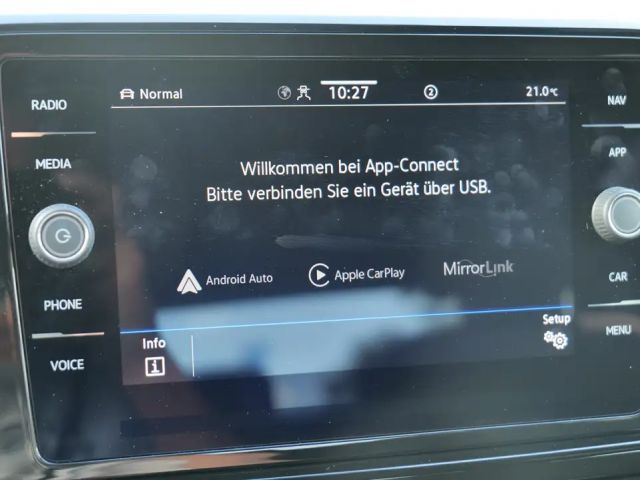 RADIO
MEDIA
PHONE
VOICE
Normal 10:27 2 21.0°C
Willkommen bei App-Connect
Bitte verbinden Sie ein Gerät über USB.
Android Auto Apple CarPlay MirrorLink
Info Setup
i
NAV
APP
CAR
MENU